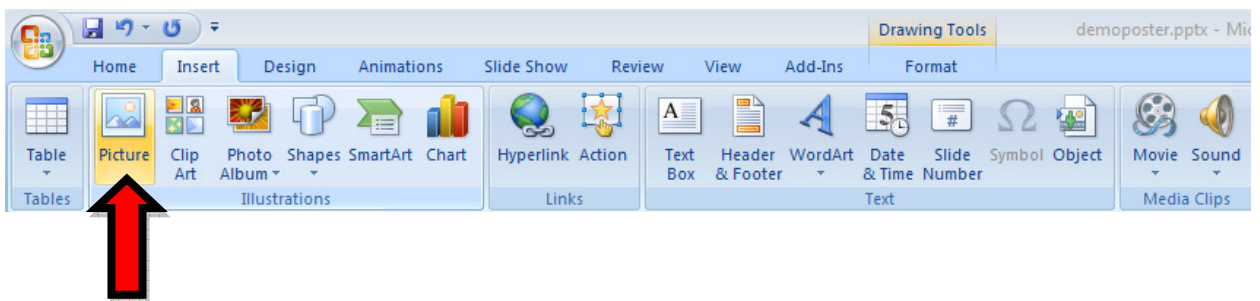 Drawing Tools demoposter.pptx - Mic
Home Insert Design Animations Slide Show Review View Add-Ins Format
Table Picture Clip Photo Shapes SmartArt Chart Hyperlink Action Text Header WordArt Date Slide Symbol Object Movie Sound
Art Album Box & Footer & Time Number
Tables Illustrations Links Text Media Clips